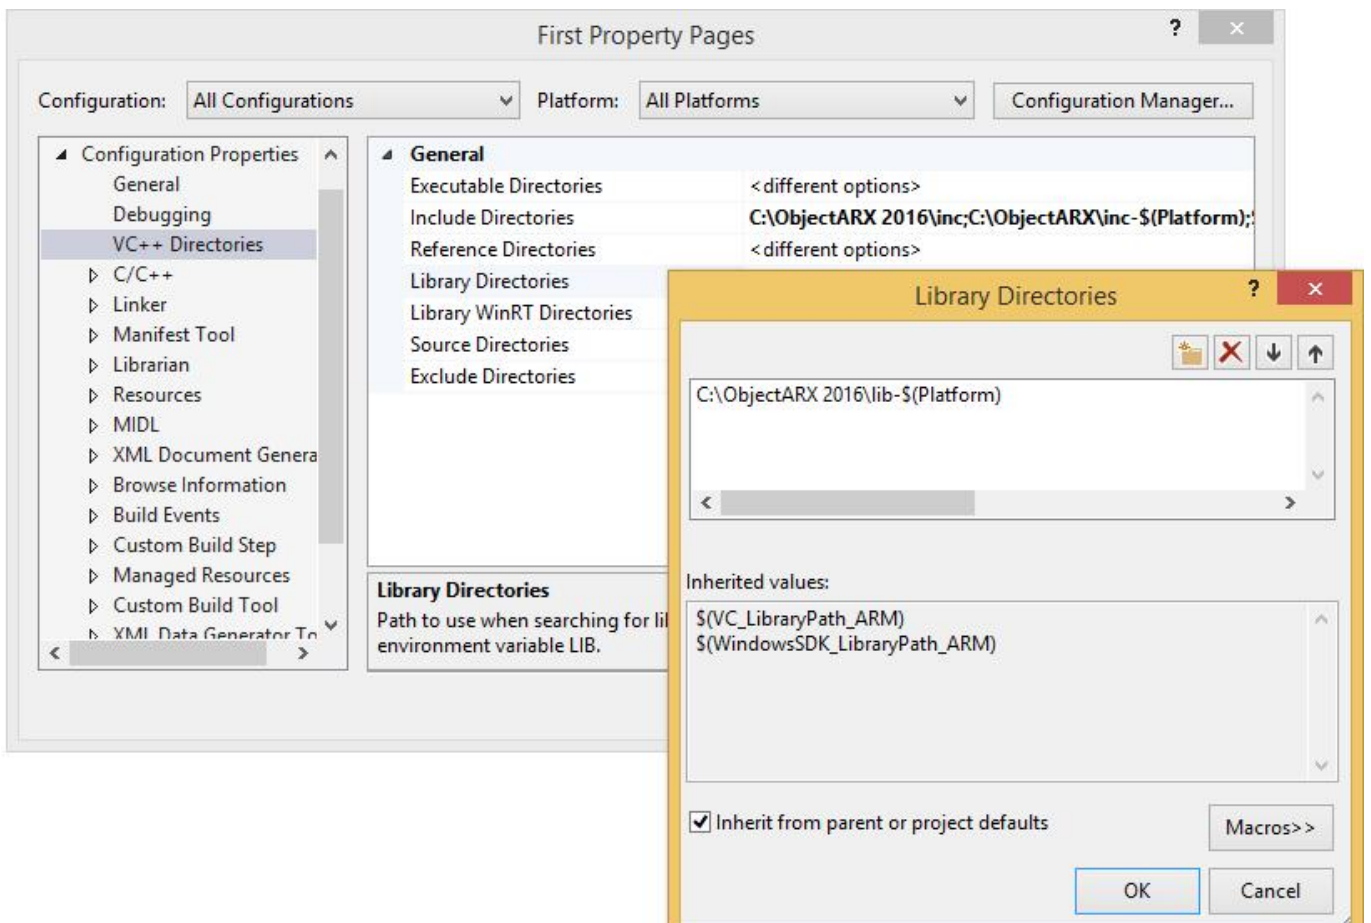 First Property Pages
?
Configuration: All Configurations Platform: All Platforms Configuration Manager...
Configuration Properties
General
Debugging
VC++ Directories
C/C++
Linker
Manifest Tool
Librarian
Resources
MIDL
XML Document Genera
Browse Information
Build Events
Custom Build Step
Managed Resources
Custom Build Tool
XML Data Generator To
General
Executable Directories <different options>
Include Directories C:\ObjectARX 2016\inc;C:\ObjectARX\inc-$(Platform);
Reference Directories <different options>
Library Directories
Library WinRT Directories
Source Directories
Exclude Directories
Library Directories
Path to use when searching for li
environment variable LIB.
Library Directories
?
C:\ObjectARX 2016\lib-$(Platform)
Inherited values:
$(VC_LibraryPath_ARM)
$(WindowsSDK_LibraryPath_ARM)
Inherit from parent or project defaults
Macros>>
OK Cancel